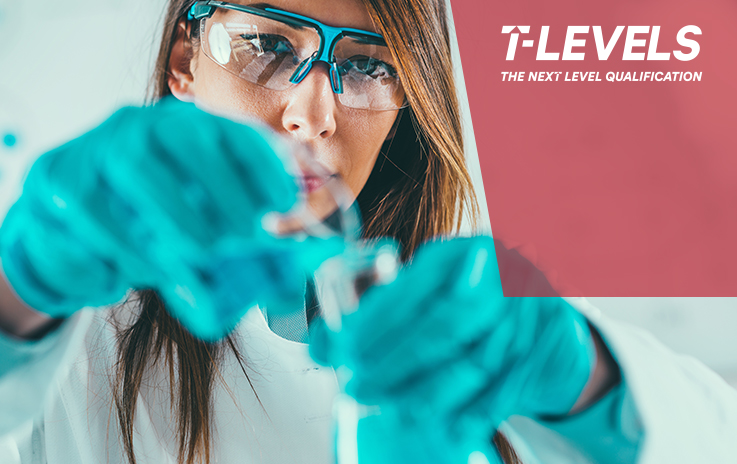 T-LEVELS
THE NEXT LEVEL QUALIFICATION